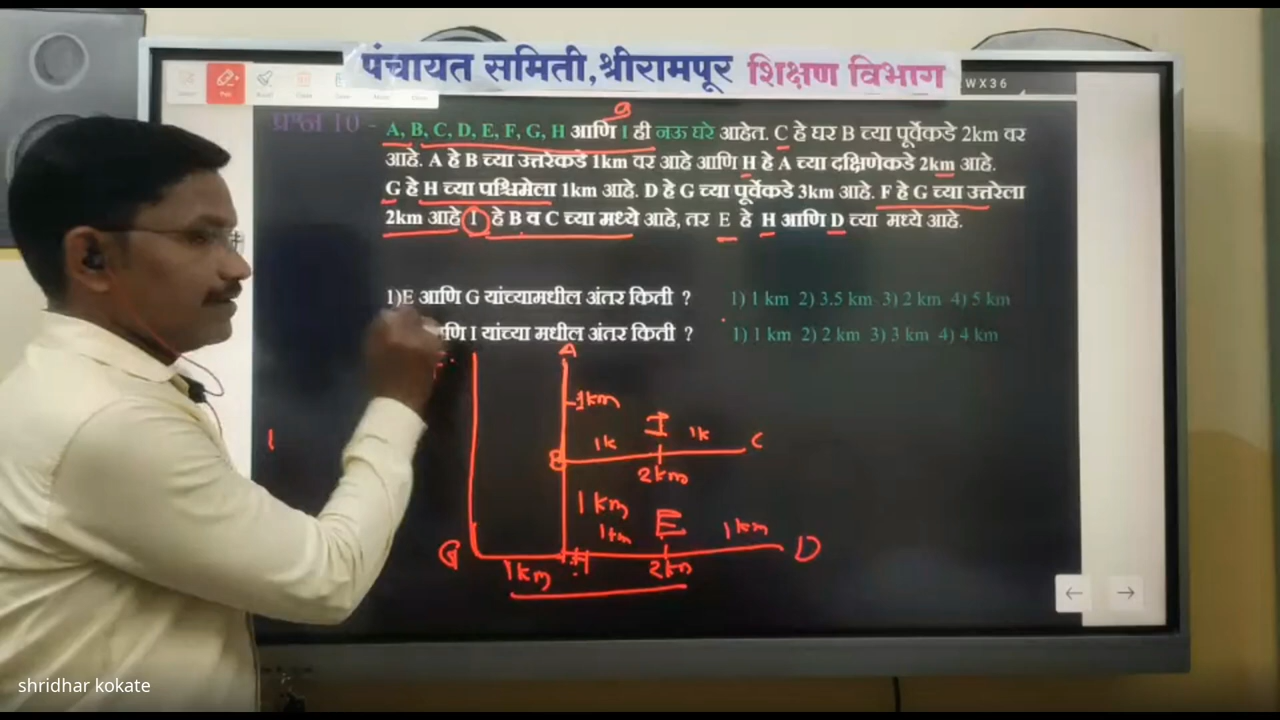 पंचायत समिती,श्रीरामपूर शिक्षण विभाग
WX36
प्रश्न 10 -
9
A, B, C, D, E, F, G, H आणि I ही नऊ घरे आहेत. C हे घर B च्या पूर्वेकडे 2km वर
आहे. A हे B च्या उत्तरेकडे 1km वर आहे आणि H हे A च्या दक्षिणेकडे 2km आहे.
G हे H च्या पश्चिमेला 1km आहे. D हे G च्या पूर्वेकडे 3km आहे. F हे G च्या उत्तरेला
2km आहे I हे B व C च्या मध्ये आहे, तर E हे H आणि D च्या मध्ये आहे.
1)E आणि G यांच्यामधील अंतर किती ? 1) 1 km 2) 3.5 km 3) 2 km 4) 5 km
I यांच्या मधील अंतर किती ? 1) 1 km 2) 2 km 3) 3 km 4) 4 km
A
1km
I
1k 1k C
B
2km
1km
E
1km 1km
G H D
1km 2km
shridhar kokate